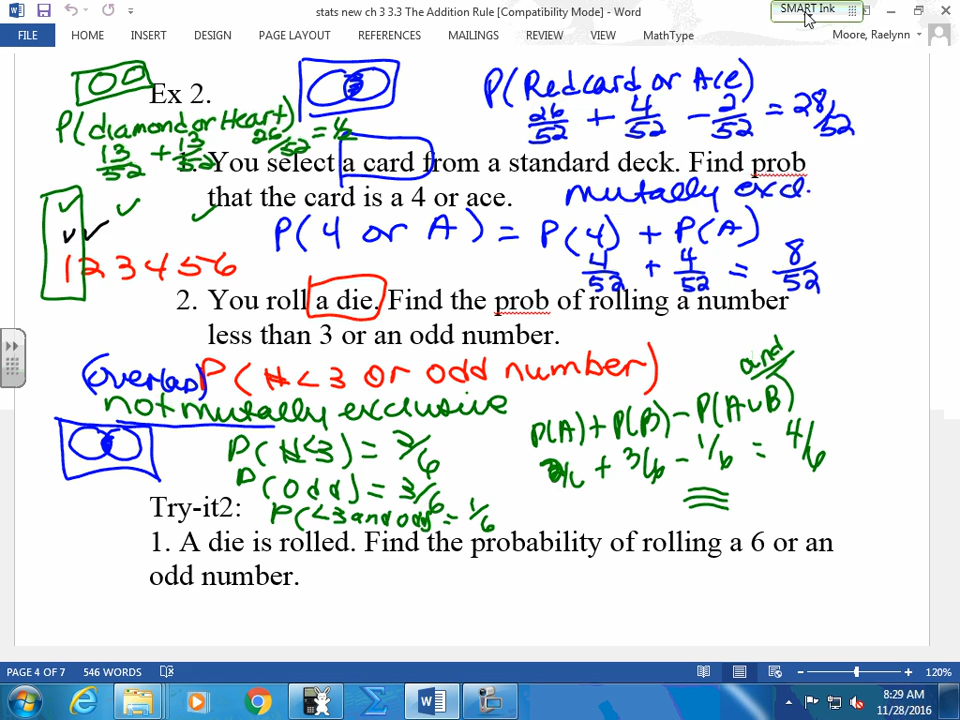 stats new ch 3 3.3 The Addition Rule [Compatibility Mode] - Word
SMART Ink
FILE HOME INSERT DESIGN PAGE LAYOUT REFERENCES MAILINGS REVIEW VIEW MathType Moore, Raelynn
Ex 2.
P(Red card or Ace)
26/52 + 4/52 - 2/52 = 28/52
P(diamond or Heart)
13/52 + 13/52 26/52 = 1/2
1. You select a card from a standard deck. Find prob
that the card is a 4 or ace.
mutally excl.
P(4 or A) = P(4) + P(A)
4/52 + 4/52 = 8/52
1 2 3 4 5 6
2. You roll a die. Find the prob of rolling a number
less than 3 or an odd number.
(overlap) P(# < 3 or odd number)
and
not mutally exclusive
P(A) + P(B) - P(A∪B)
P(#<3) = 2/6
2/6 + 3/6 - 1/6 = 4/6
P(odd) = 3/6
P(<3 and odd) = 1/6
Try-it2:
1. A die is rolled. Find the probability of rolling a 6 or an
odd number.
PAGE 4 OF 7 546 WORDS 120%
8:29 AM
11/28/2016